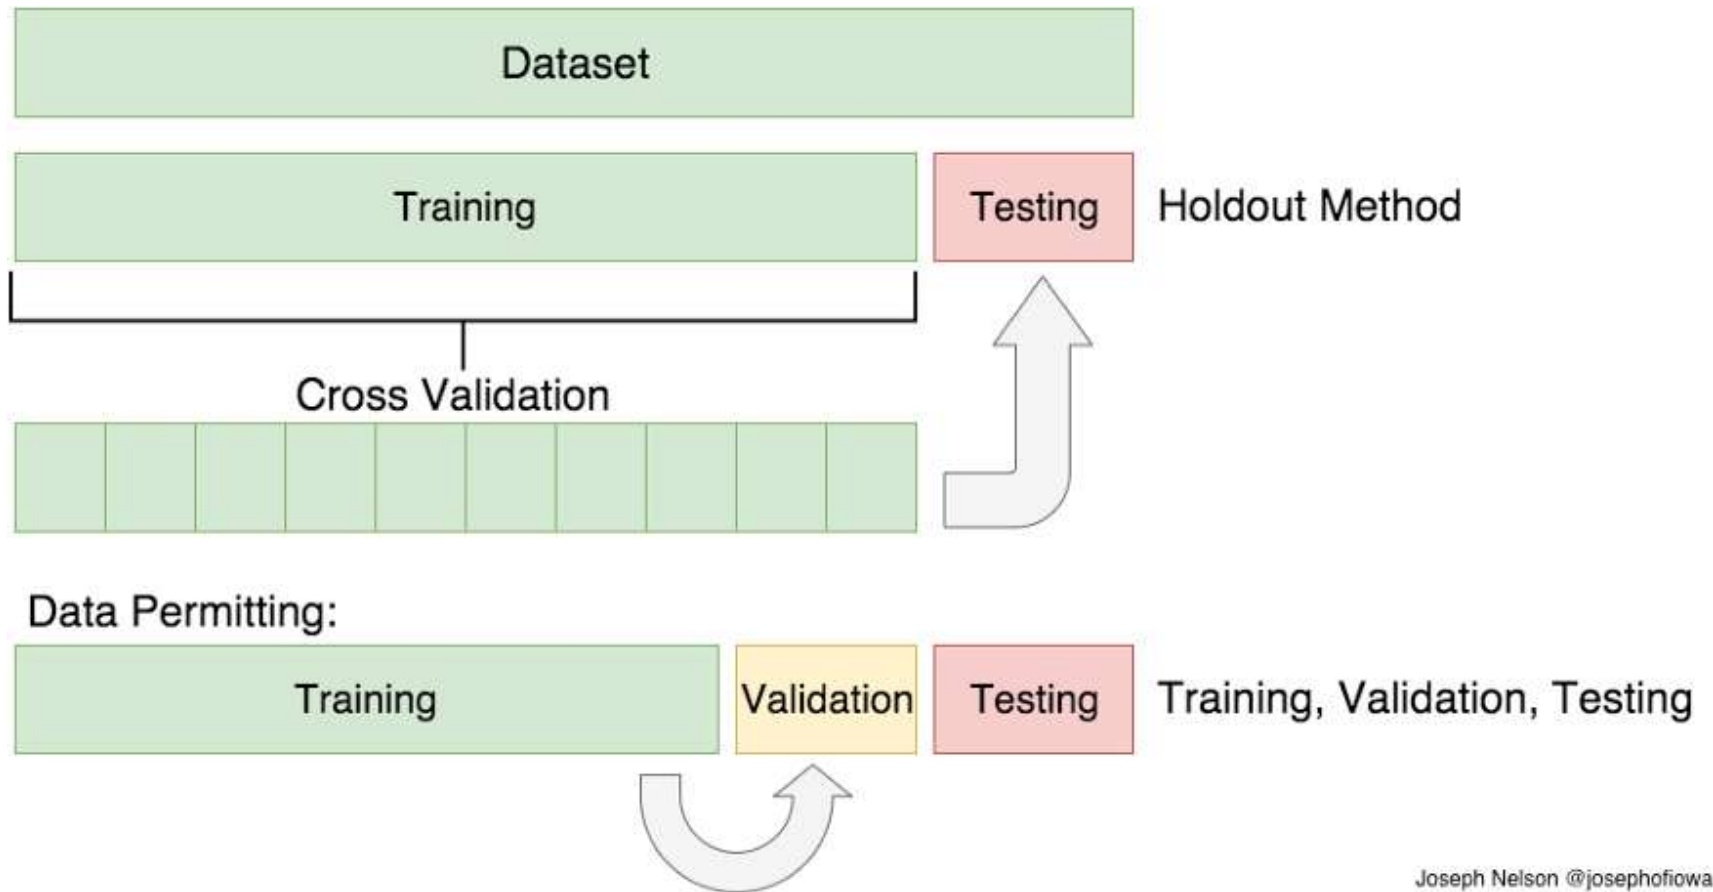 Dataset
Training
Testing
Holdout Method
Cross Validation
Data Permitting:
Training
Validation
Testing
Training, Validation, Testing
Joseph Nelson @josephofiowa